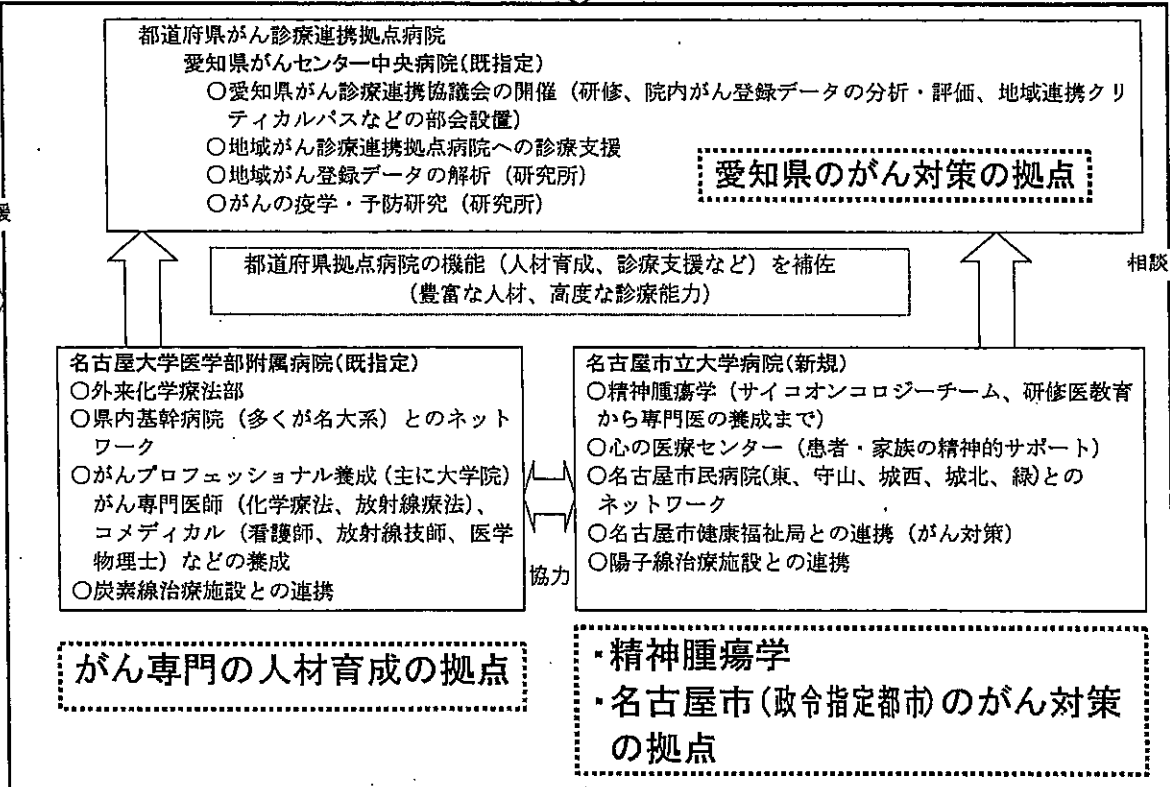 都道府県がん診療連携拠点病院
愛知県がんセンター中央病院(既指定)
○愛知県がん診療連携協議会の開催(研修、院内がん登録データの分析・評価、地域連携クリ
ティカルパスなどの部会設置)
○地域がん診療連携拠点病院への診療支援
○地域がん登録データの解析(研究所)
○がんの疫学・予防研究(研究所)
愛知県のがん対策の拠点
援
都道府県拠点病院の機能(人材育成、診療支援など)を補佐
(豊富な人材、高度な診療能力)
相談
名古屋大学医学部附属病院(既指定)
○外来化学療法部
○県内基幹病院(多くが名大系)とのネット
ワーク
○がんプロフェッショナル養成(主に大学院)
がん専門医師(化学療法、放射線療法)、
コメディカル(看護師、放射線技師、医学
物理士)などの養成
○炭素線治療施設との連携
協力
名古屋市立大学病院(新規)
○精神腫瘍学(サイコオンコロジーチーム、研修医教育
から専門医の養成まで)
○心の医療センター(患者・家族の精神的サポート)
○名古屋市民病院(東、守山、城西、城北、緑)との
ネットワーク
○名古屋市健康福祉局との連携(がん対策)
○陽子線治療施設との連携
がん専門の人材育成の拠点
・精神腫瘍学
・名古屋市(政令指定都市)のがん対策
の拠点